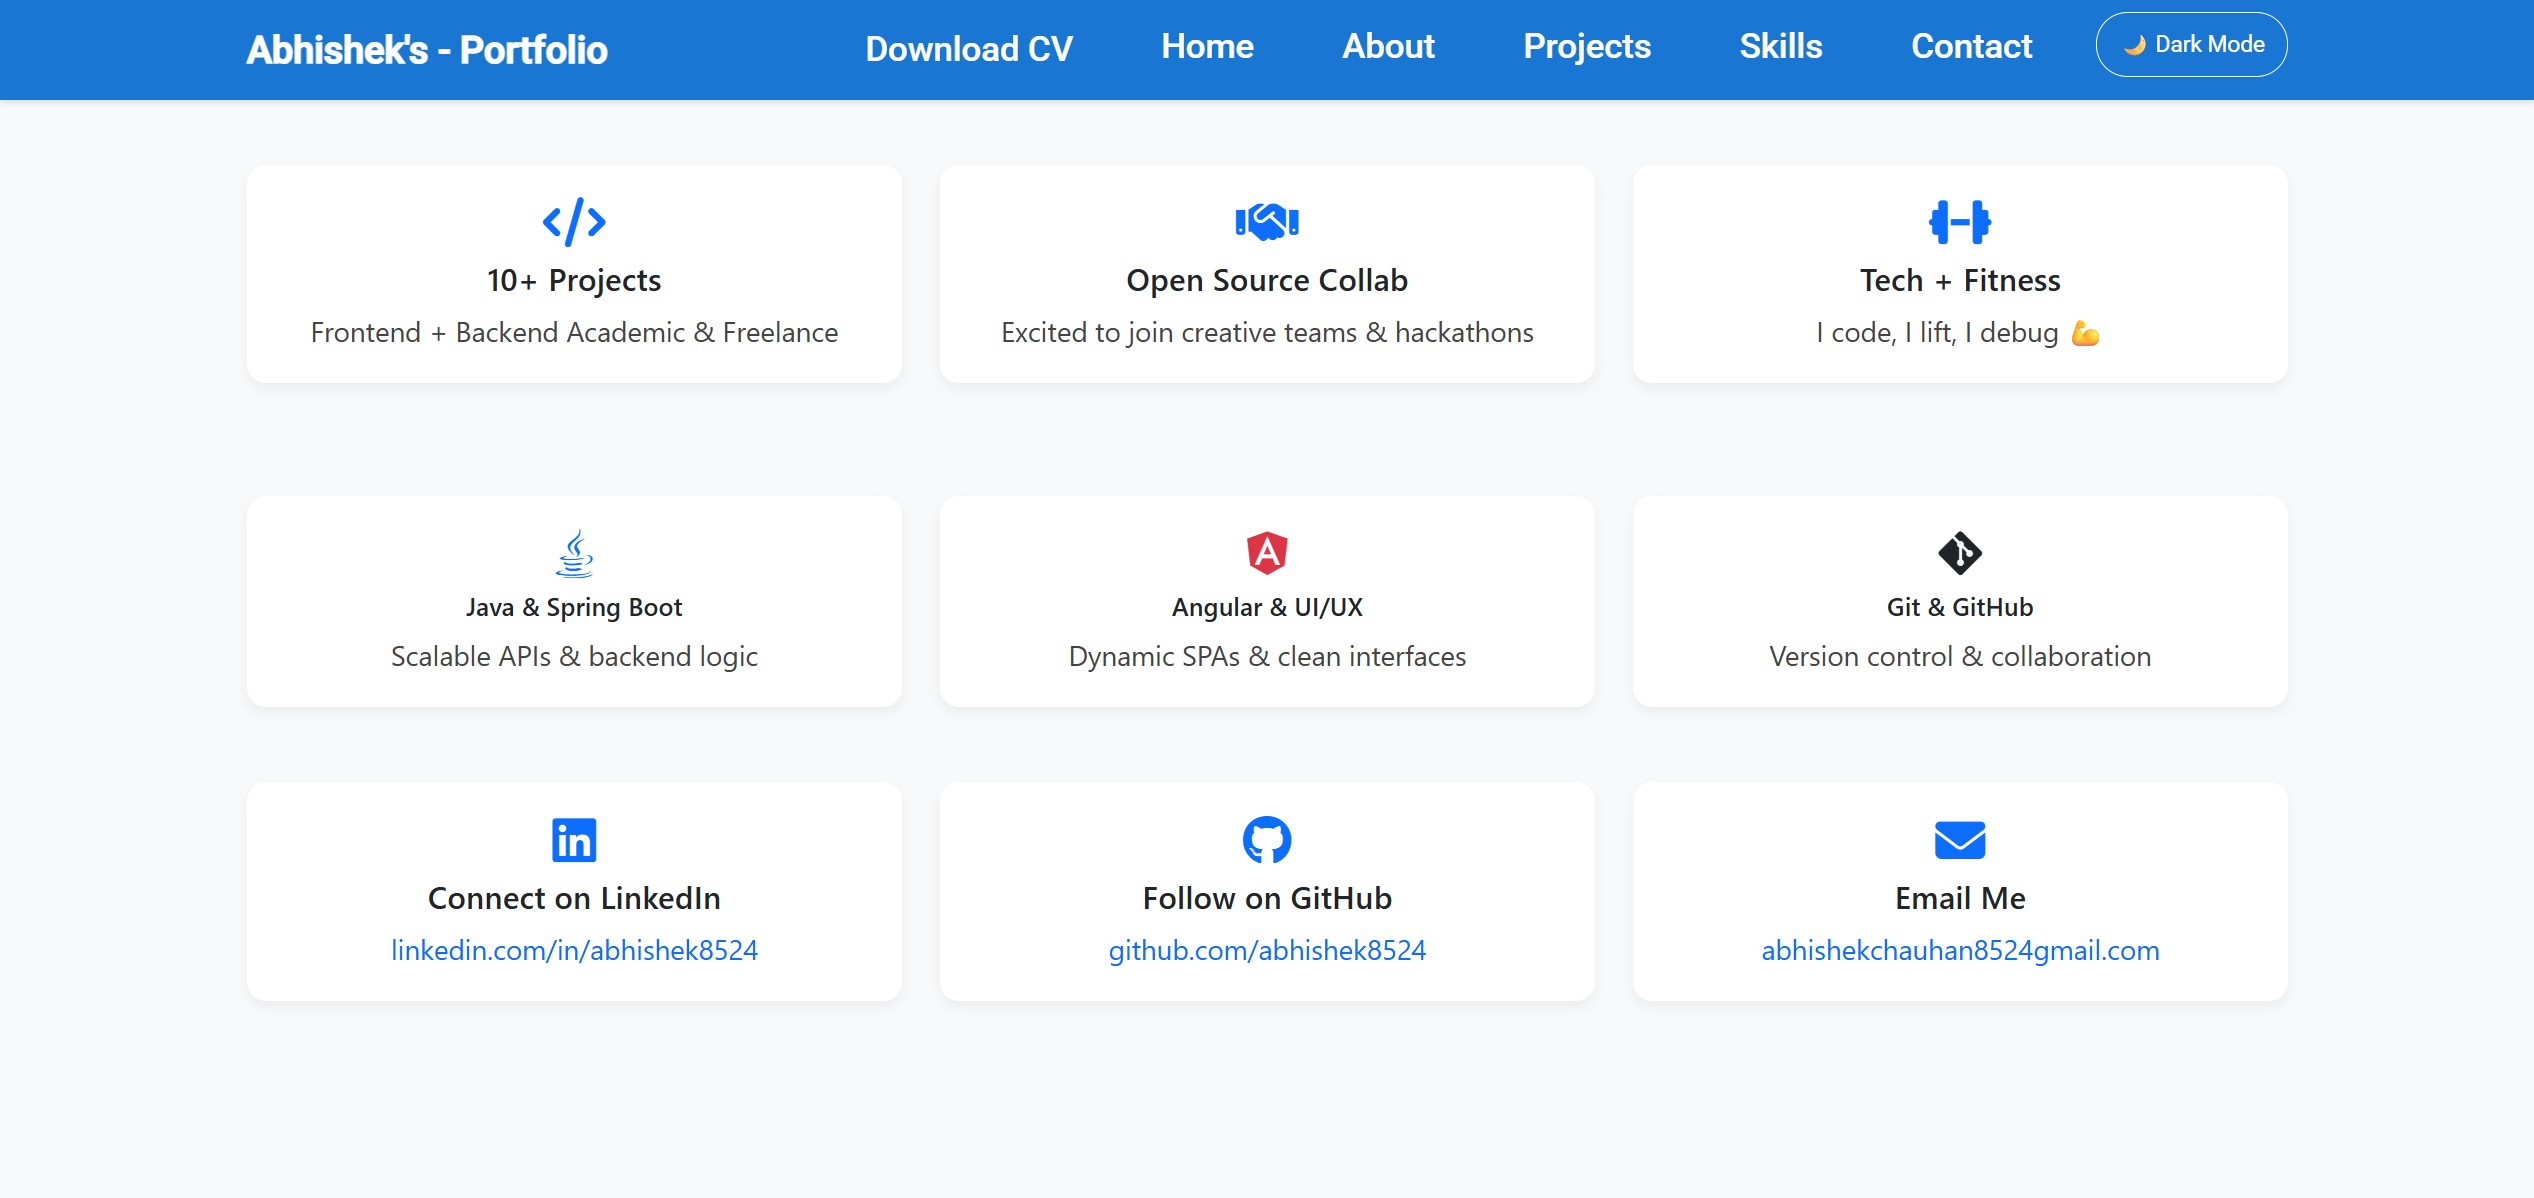 Abhishek's - Portfolio
Download CV
Home
About
Projects
Skills
Contact
🌙 Dark Mode
10+ Projects
Frontend + Backend Academic & Freelance
Open Source Collab
Excited to join creative teams & hackathons
Tech + Fitness
I code, I lift, I debug 💪
Java & Spring Boot
Scalable APIs & backend logic
Angular & UI/UX
Dynamic SPAs & clean interfaces
Git & GitHub
Version control & collaboration
Connect on LinkedIn
linkedin.com/in/abhishek8524
Follow on GitHub
github.com/abhishek8524
Email Me
abhishekchauhan8524gmail.com